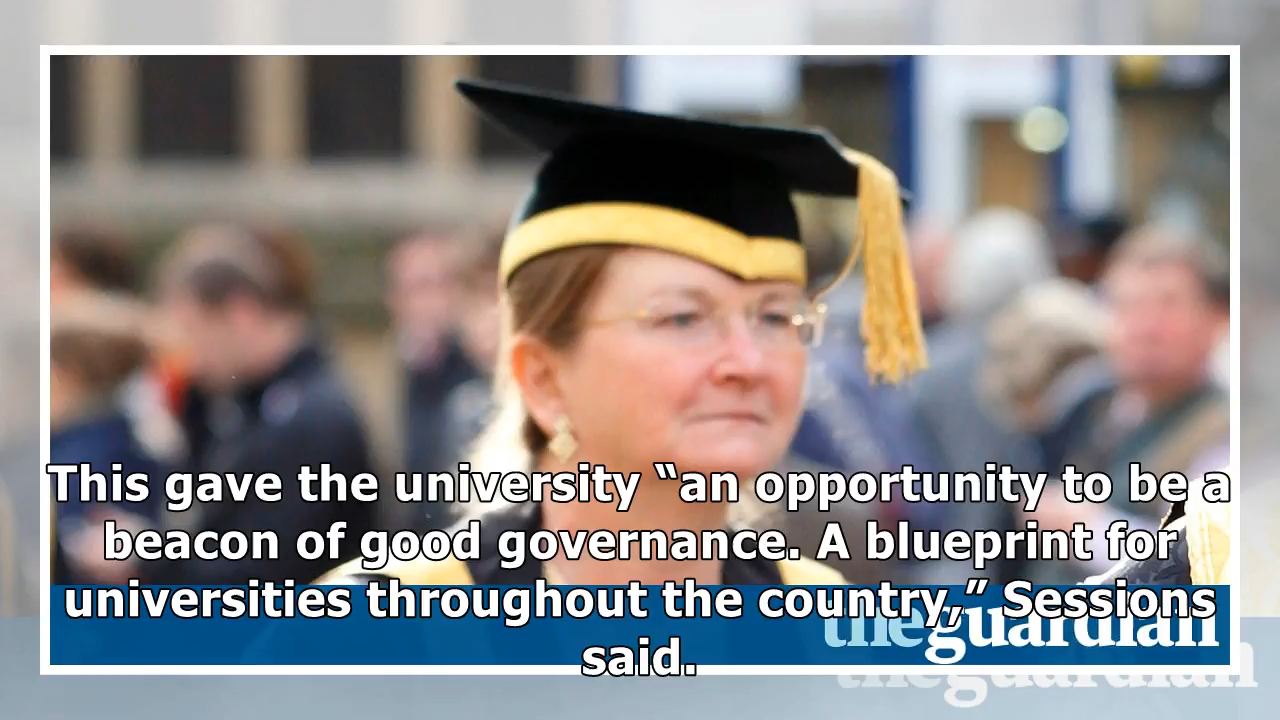 This gave the university “an opportunity to be a
beacon of good governance. A blueprint for
universities throughout the country,” Sessions
said.
theguardian
theguardian